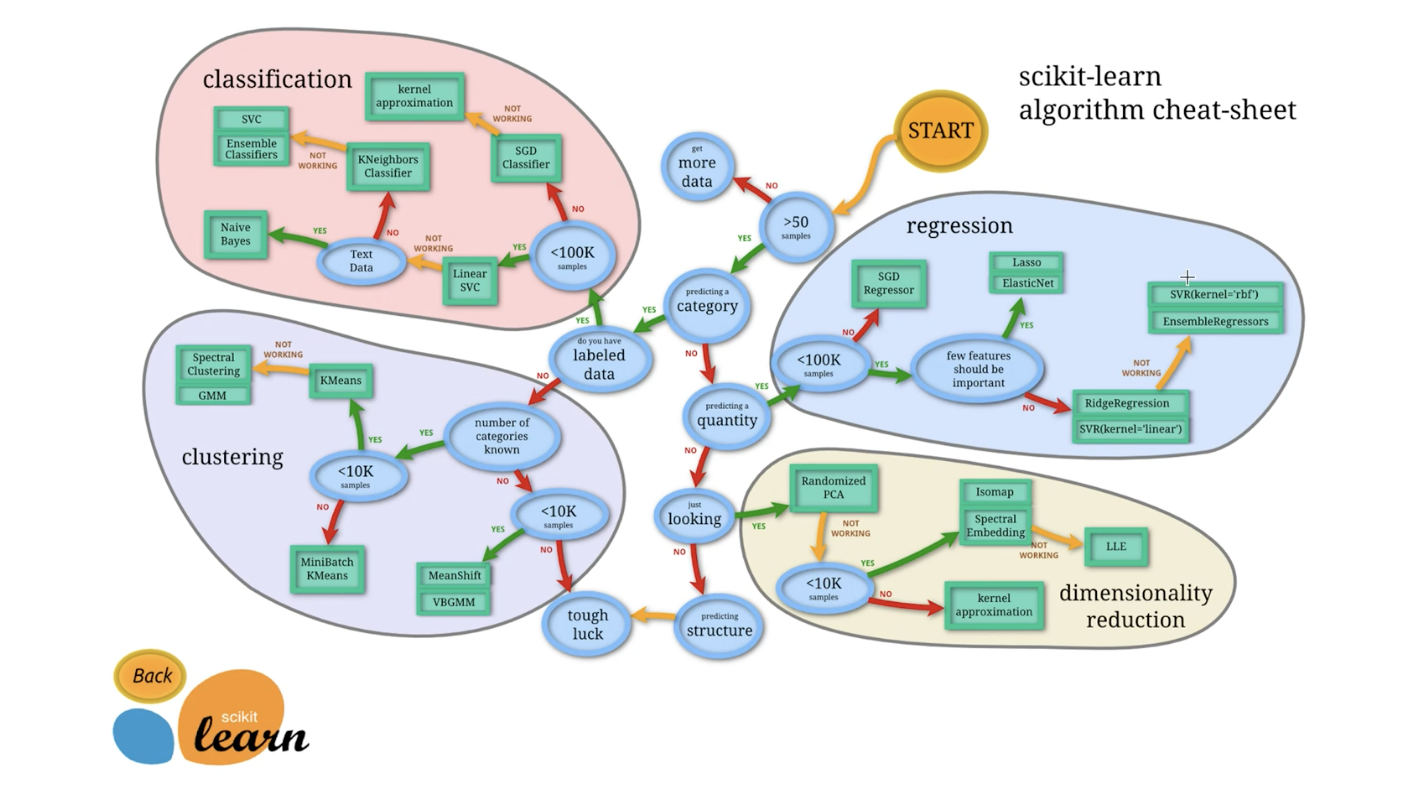 scikit-learn
algorithm cheat-sheet
START
get
more
data
NO
>50
samples
YES
predicting a
category
YES
NO
do you have
labeled
data
YES
NO
predicting a
quantity
YES
NO
just
looking
YES
NO
predicting
structure
tough
luck
classification
kernel
approximation
NOT
WORKING
SGD
Classifier
NO
<100K
samples
YES
Linear
SVC
NOT
WORKING
Text
Data
YES
Naive
Bayes
NO
KNeighbors
Classifier
NOT
WORKING
SVC
Ensemble
Classifiers
clustering
number of
categories
known
YES
NO
<10K
samples
YES
KMeans
NOT
WORKING
Spectral
Clustering
GMM
NO
MiniBatch
KMeans
<10K
samples
YES
MeanShift
VBGMM
NO
regression
<100K
samples
NO
SGD
Regressor
YES
few features
should be
important
YES
Lasso
ElasticNet
NO
RidgeRegression
SVR(kernel='linear')
NOT
WORKING
SVR(kernel='rbf')
EnsembleRegressors
dimensionality
reduction
Randomized
PCA
NOT
WORKING
<10K
samples
YES
Isomap
Spectral
Embedding
NOT
WORKING
LLE
NO
kernel
approximation
Back
scikit
learn